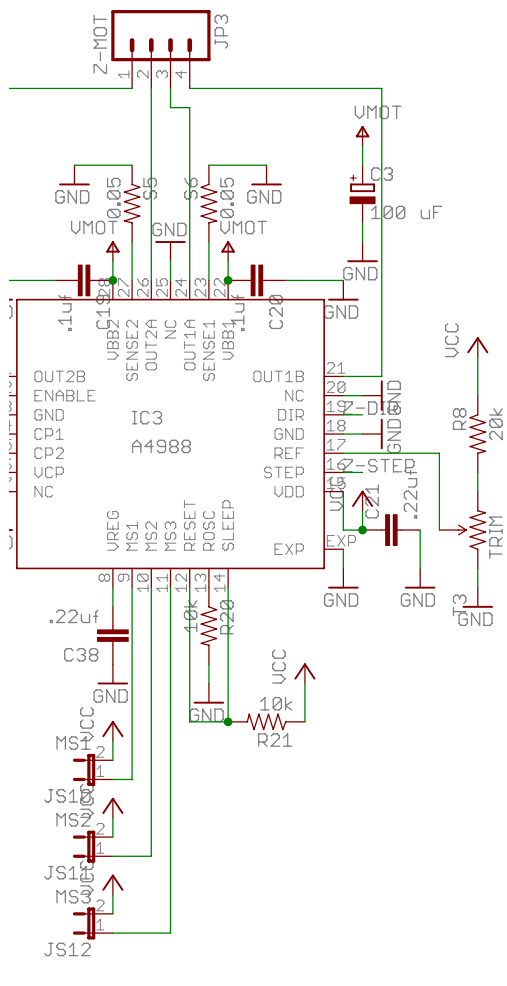 Z-MOT
JP3
1
2
3
4
VMOT
C3
+
100 uF
GND
GND
0.05
S5
S6
0.05
GND
VMOT
GND
VMOT
.1uf
C19
28
27
26
25
24
23
22
.1uf
C20
GND
VBB2
SENSE2
OUT2A
NC
OUT1A
SENSE1
VBB1
OUT2B
ENABLE
GND
CP1
CP2
VCP
NC
IC3
A4988
OUT1B
NC
DIR
GND
REF
STEP
VDD
EXP
21
20
19
18
17
16
15
EXP
GND
Z-DIR
GND
Z-STEP
VCC
C21
.22uf
GND
GND
VCC
R8
20k
TRIM
T3
GND
VREG
MS1
MS2
MS3
RESET
ROSC
SLEEP
8
9
10
11
12
13
14
.22uf
C38
GND
10k
R20
GND
VCC
10k
R21
VCC
MS1
2
1
JS10
VCC
MS2
2
1
JS11
VCC
MS3
2
1
JS12